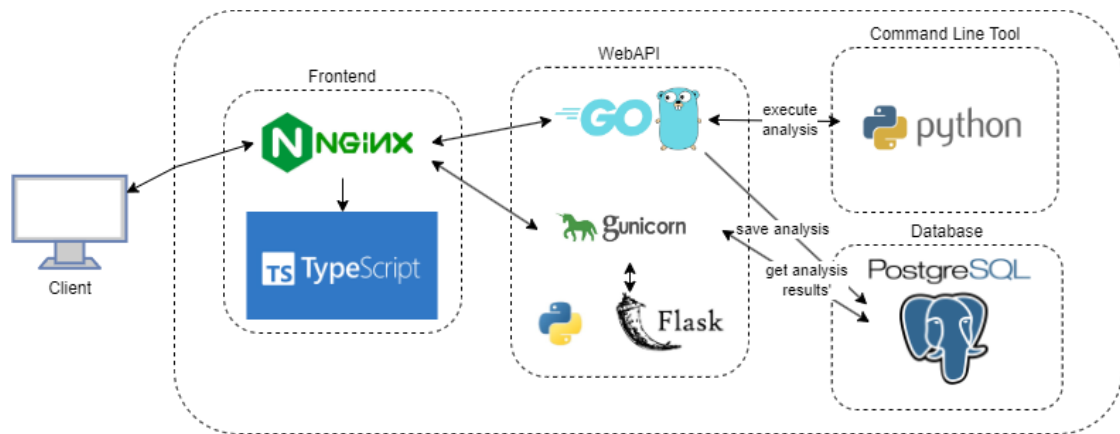 Command Line Tool
WebAPI
Frontend
GO
execute
analysis
python
N NGiNX
gunicorn
save analysis
Database
PostgreSQL
TS TypeScript
get analysis
results'
Client
Flask